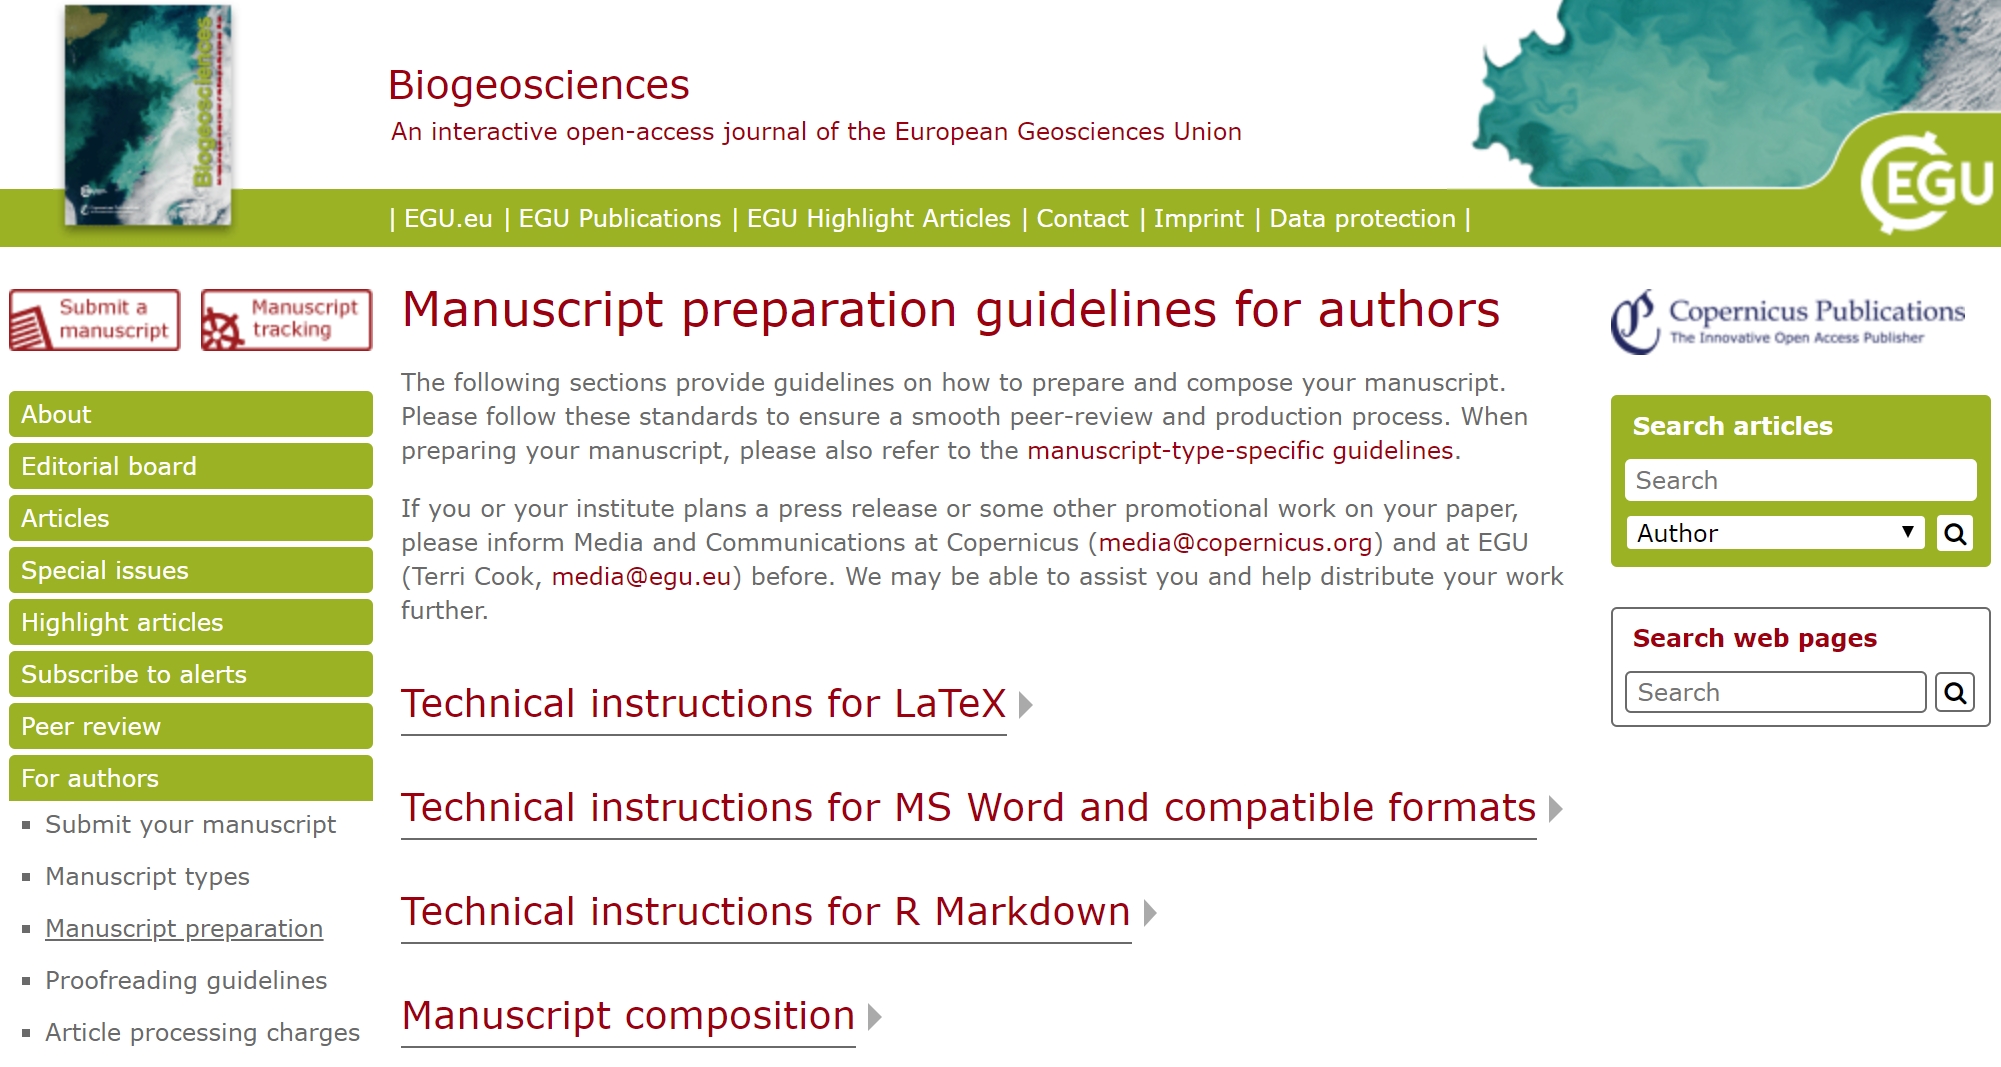 Biogeosciences
Biogeosciences
An interactive open-access journal of the European Geosciences Union
EGU
| EGU.eu | EGU Publications | EGU Highlight Articles | Contact | Imprint | Data protection |
Submit a
manuscript
Manuscript
tracking
About
Editorial board
Articles
Special issues
Highlight articles
Subscribe to alerts
Peer review
For authors
Submit your manuscript
Manuscript types
Manuscript preparation
Proofreading guidelines
Article processing charges
Manuscript preparation guidelines for authors
The following sections provide guidelines on how to prepare and compose your manuscript.
Please follow these standards to ensure a smooth peer-review and production process. When
preparing your manuscript, please also refer to the manuscript-type-specific guidelines.
If you or your institute plans a press release or some other promotional work on your paper,
please inform Media and Communications at Copernicus (media@copernicus.org) and at EGU
(Terri Cook, media@egu.eu) before. We may be able to assist you and help distribute your work
further.
Technical instructions for LaTeX
Technical instructions for MS Word and compatible formats
Technical instructions for R Markdown
Manuscript composition
Copernicus Publications
The Innovative Open Access Publisher
Search articles
Search
Author
Search web pages
Search